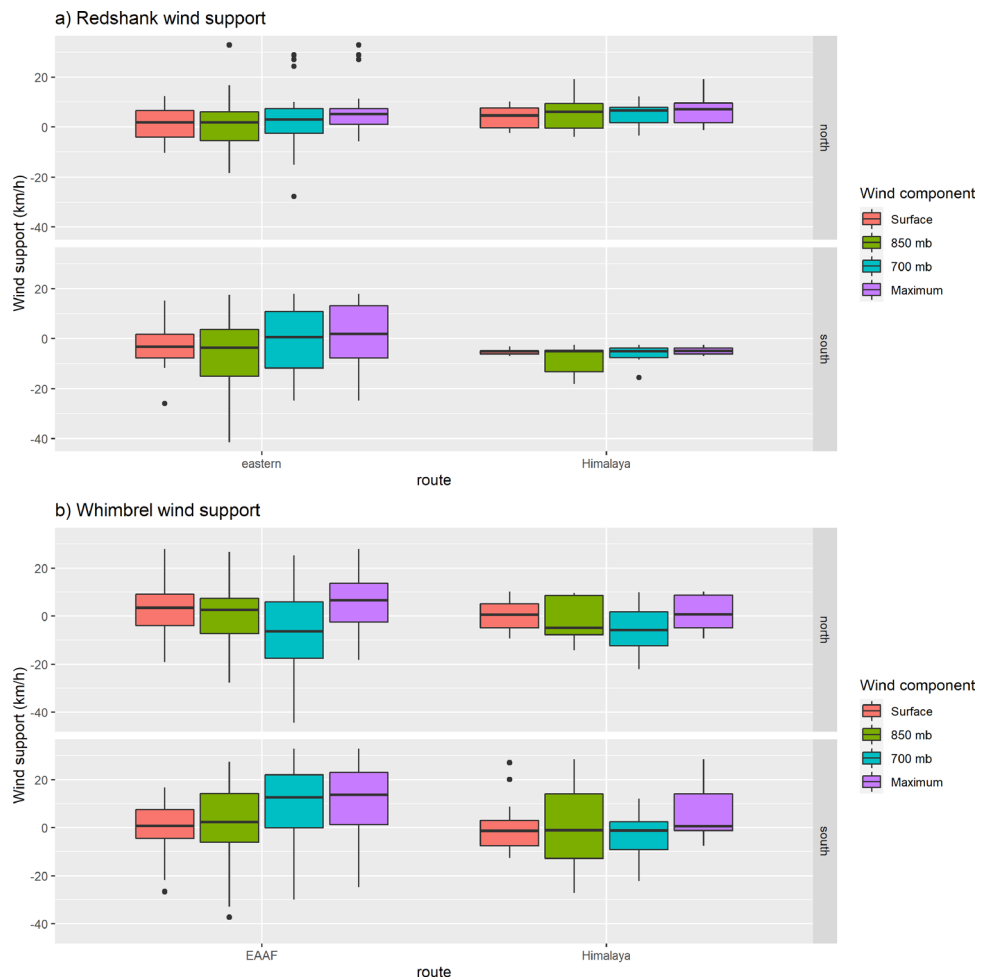 a) Redshank wind support
20
0
-20
-40
north
20
0
-20
-40
south
Wind support (km/h)
eastern
Himalaya
route
Wind component
Surface
850 mb
700 mb
Maximum
b) Whimbrel wind support
20
0
-20
-40
north
20
0
-20
-40
south
Wind support (km/h)
EAAF
Himalaya
route
Wind component
Surface
850 mb
700 mb
Maximum